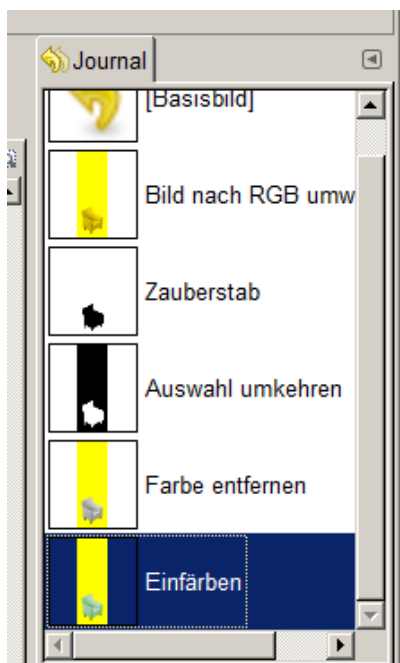 Journal
[Basisbild]
Bild nach RGB umw
Zauberstab
Auswahl umkehren
Farbe entfernen
Einfärben